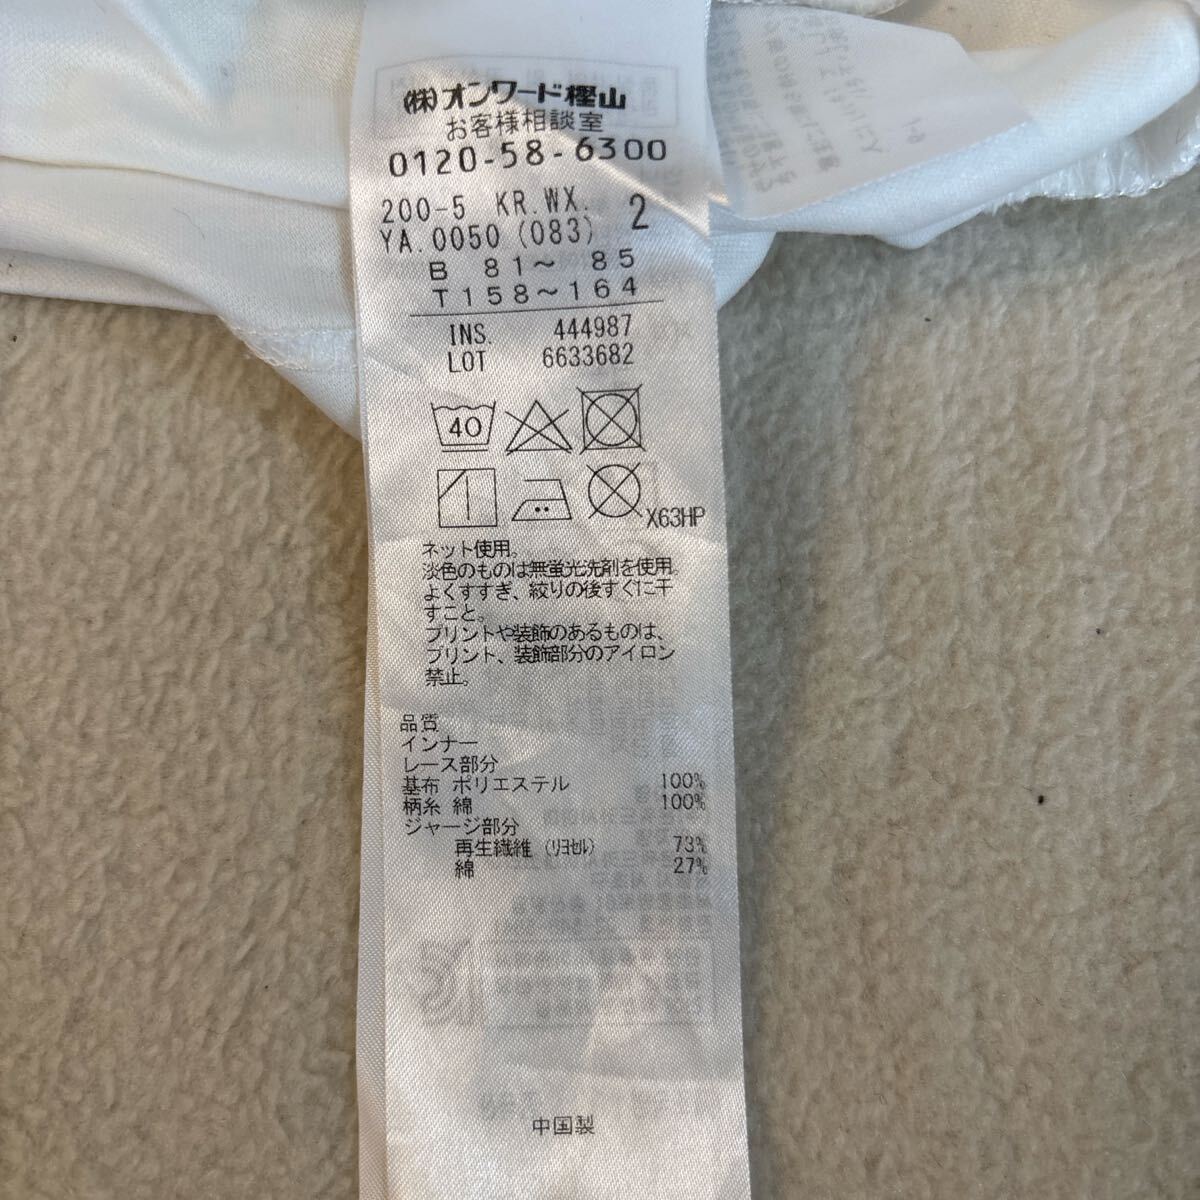 (株)オンワード樫山
お客様相談室
0120-58-6300
200-5 KR.WX. 2
YA.0050(083)
B 81~ 85
T158~164
INS. 444987
LOT 6633682
40
X63HP
ネット使用。
淡色のものは無蛍光洗剤を使用。
よくすすぎ、絞りの後すぐに干
すこと。
プリントや装飾のあるものは、
プリント、装飾部分のアイロン
禁止。
品質
インナー
レース部分
基布 ポリエステル 100%
柄糸 綿 100%
ジャージ部分
再生繊維 (リヨセル) 73%
綿 27%
中国製